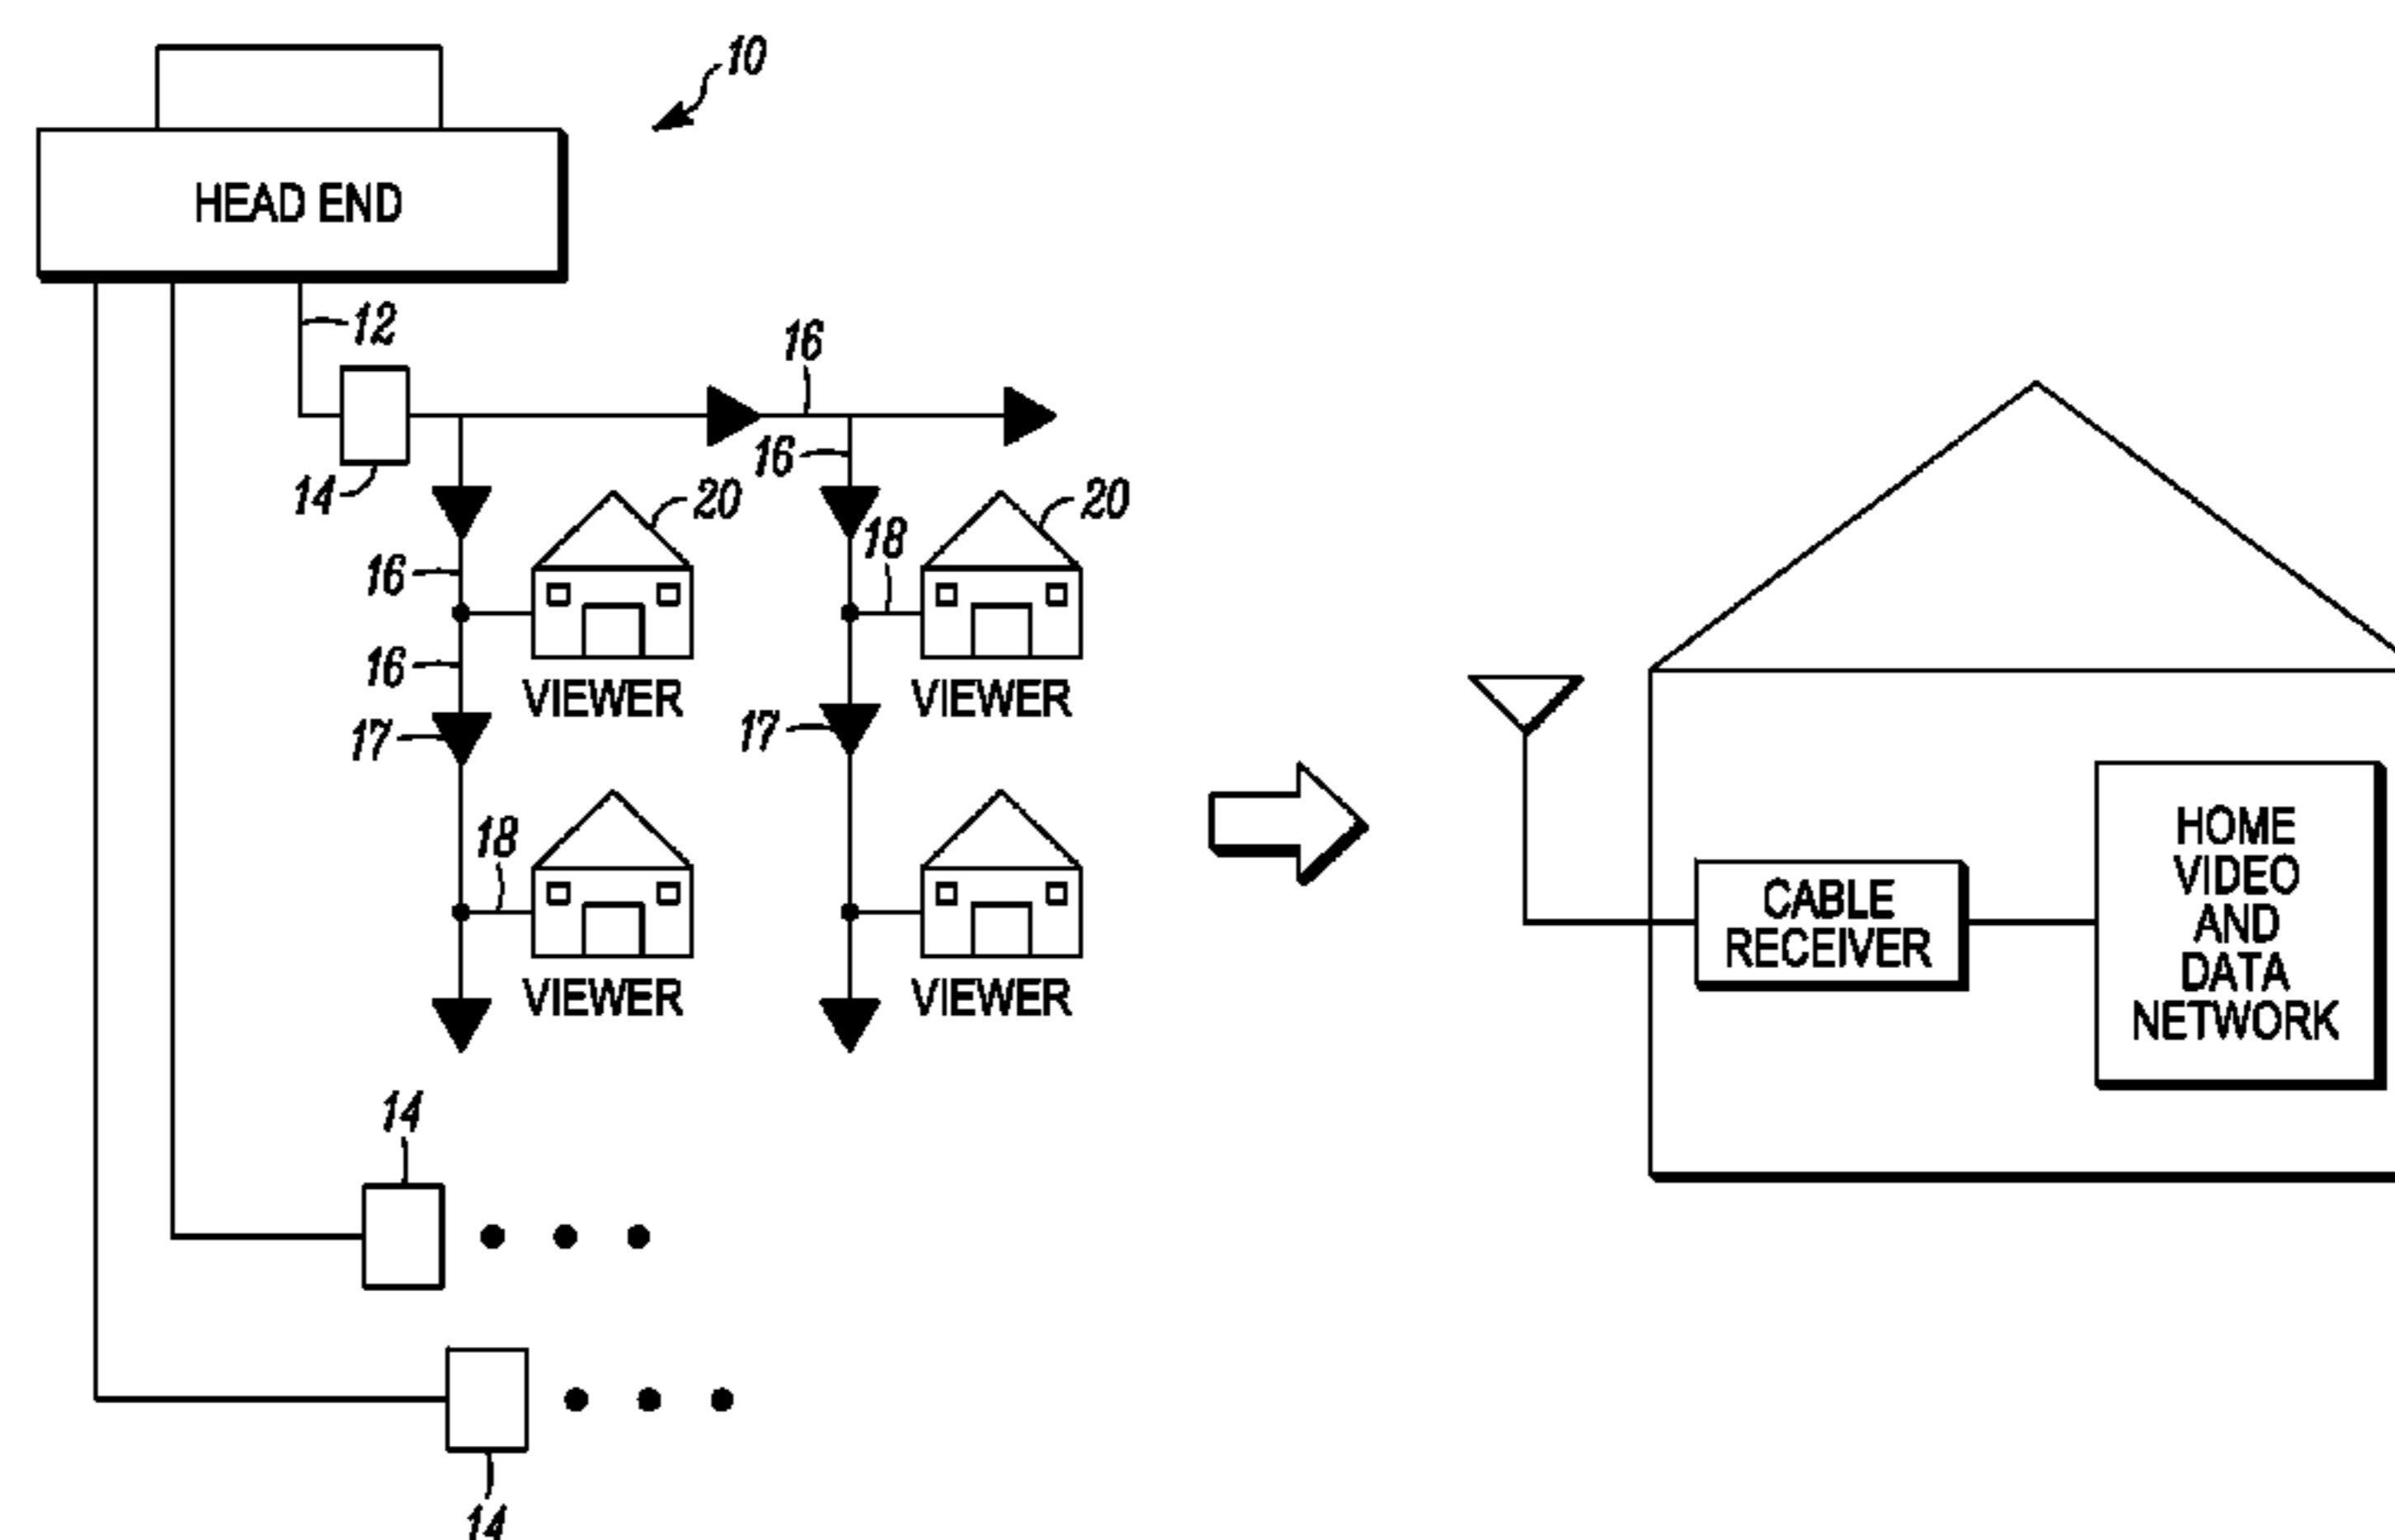 10
HEAD END
12
16
16
14
20
20
18
16
16
VIEWER
VIEWER
17
17
18
VIEWER
VIEWER
14
14
CABLE
RECEIVER
HOME
VIDEO
AND
DATA
NETWORK